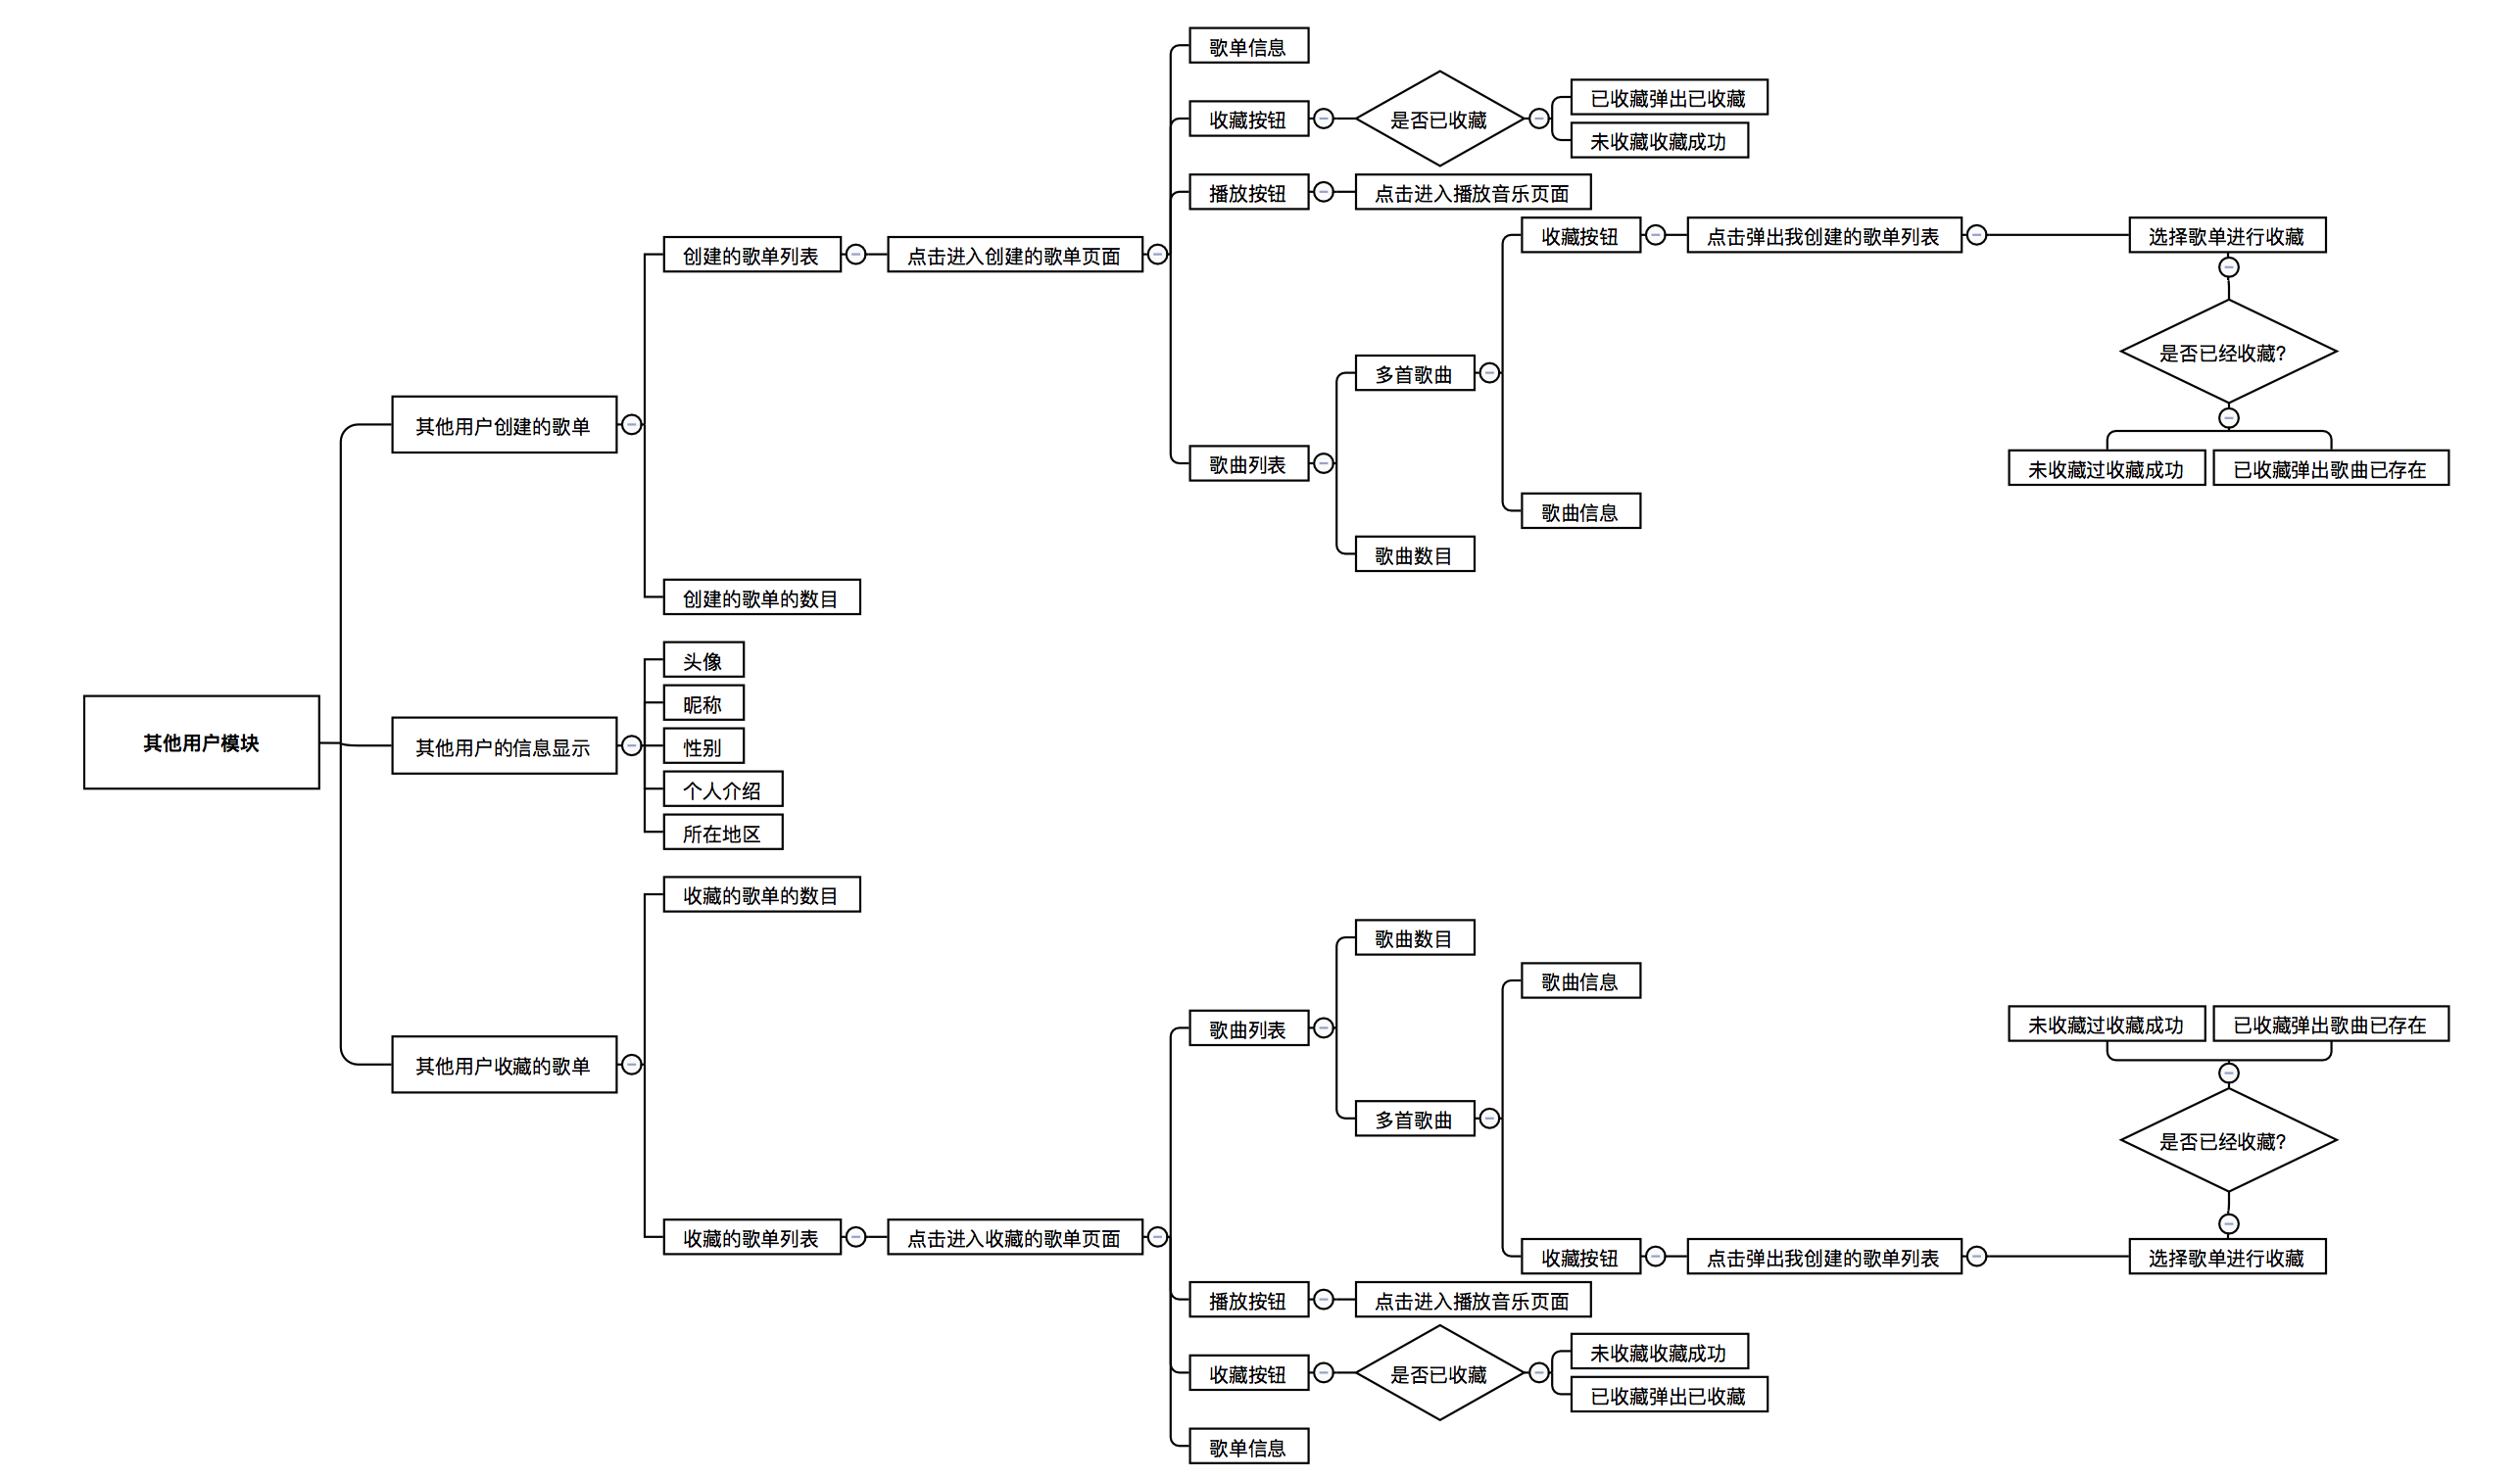 歌单信息
已收藏弹出已收藏
收藏按钮
是否已收藏
未收藏收藏成功
播放按钮
点击进入播放音乐页面
收藏按钮
点击弹出我创建的歌单列表
选择歌单进行收藏
创建的歌单列表
点击进入创建的歌单页面
是否已经收藏?
多首歌曲
其他用户创建的歌单
歌曲列表
未收藏过收藏成功
已收藏弹出歌曲已存在
歌曲信息
歌曲数目
创建的歌单的数目
头像
昵称
其他用户模块
其他用户的信息显示
性别
个人介绍
所在地区
收藏的歌单的数目
歌曲数目
歌曲信息
歌曲列表
未收藏过收藏成功
已收藏弹出歌曲已存在
其他用户收藏的歌单
多首歌曲
是否已经收藏?
收藏的歌单列表
点击进入收藏的歌单页面
收藏按钮
点击弹出我创建的歌单列表
选择歌单进行收藏
播放按钮
点击进入播放音乐页面
未收藏收藏成功
收藏按钮
是否已收藏
已收藏弹出已收藏
歌单信息